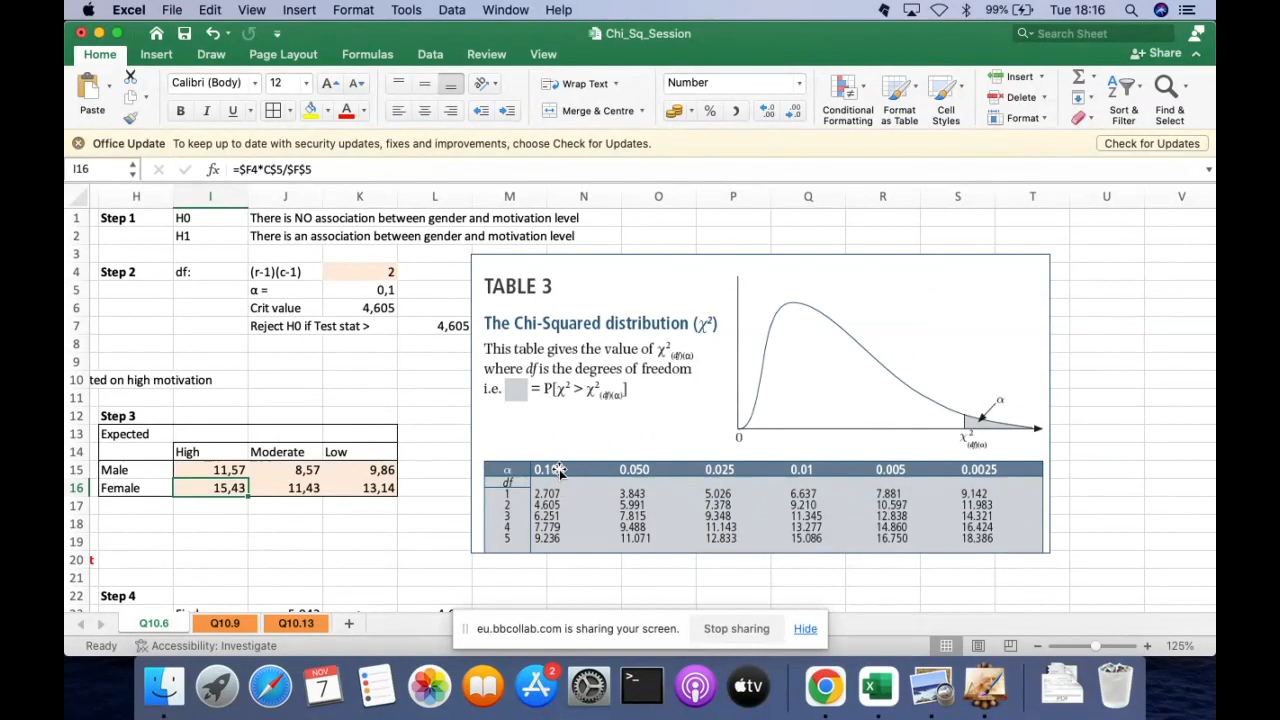 Excel File Edit View Insert Format Tools Data Window Help 99% Tue 18:16
Chi_Sq_Session
Search Sheet
Home Insert Draw Page Layout Formulas Data Review View Share
Paste
Calibri (Body) 12
B I U
Wrap Text
Merge & Centre
Number
Conditional Formatting
Format as Table
Cell Styles
Insert
Delete
Format
Sort & Filter
Find & Select
Office Update To keep up to date with security updates, fixes and improvements, choose Check for Updates. Check for Updates
I16 fx =$F4*C$5/$F$5
H I J K L M N O P Q R S T U V
1 Step 1 H0 There is NO association between gender and motivation level
2 H1 There is an association between gender and motivation level
3
4 Step 2 df: (r-1)(c-1) 2
5 α = 0,1
6 Crit value 4,605
7 Reject H0 if Test stat > 4,605
8
9
10 ted on high motivation
11
12 Step 3
13 Expected
14 High Moderate Low
15 Male 11,57 8,57 9,86
16 Female 15,43 11,43 13,14
17
18
19
20 t
21
22 Step 4
TABLE 3
The Chi-Squared distribution (χ²)
This table gives the value of χ²(df)(α)
where df is the degrees of freedom
i.e. = P[χ² > χ²(df)(α)]
α
0
χ²(df)(α)
α 0.1 0.050 0.025 0.01 0.005 0.0025
df
1 2.707 3.843 5.026 6.637 7.881 9.142
2 4.605 5.991 7.378 9.210 10.597 11.983
3 6.251 7.815 9.348 11.345 12.838 14.321
4 7.779 9.488 11.143 13.277 14.860 16.424
5 9.236 11.071 12.833 15.086 16.750 18.386
Q10.6 Q10.9 Q10.13
eu.bbcollab.com is sharing your screen. Stop sharing Hide
Ready Accessibility: Investigate 125%
NOV
7
2
tv